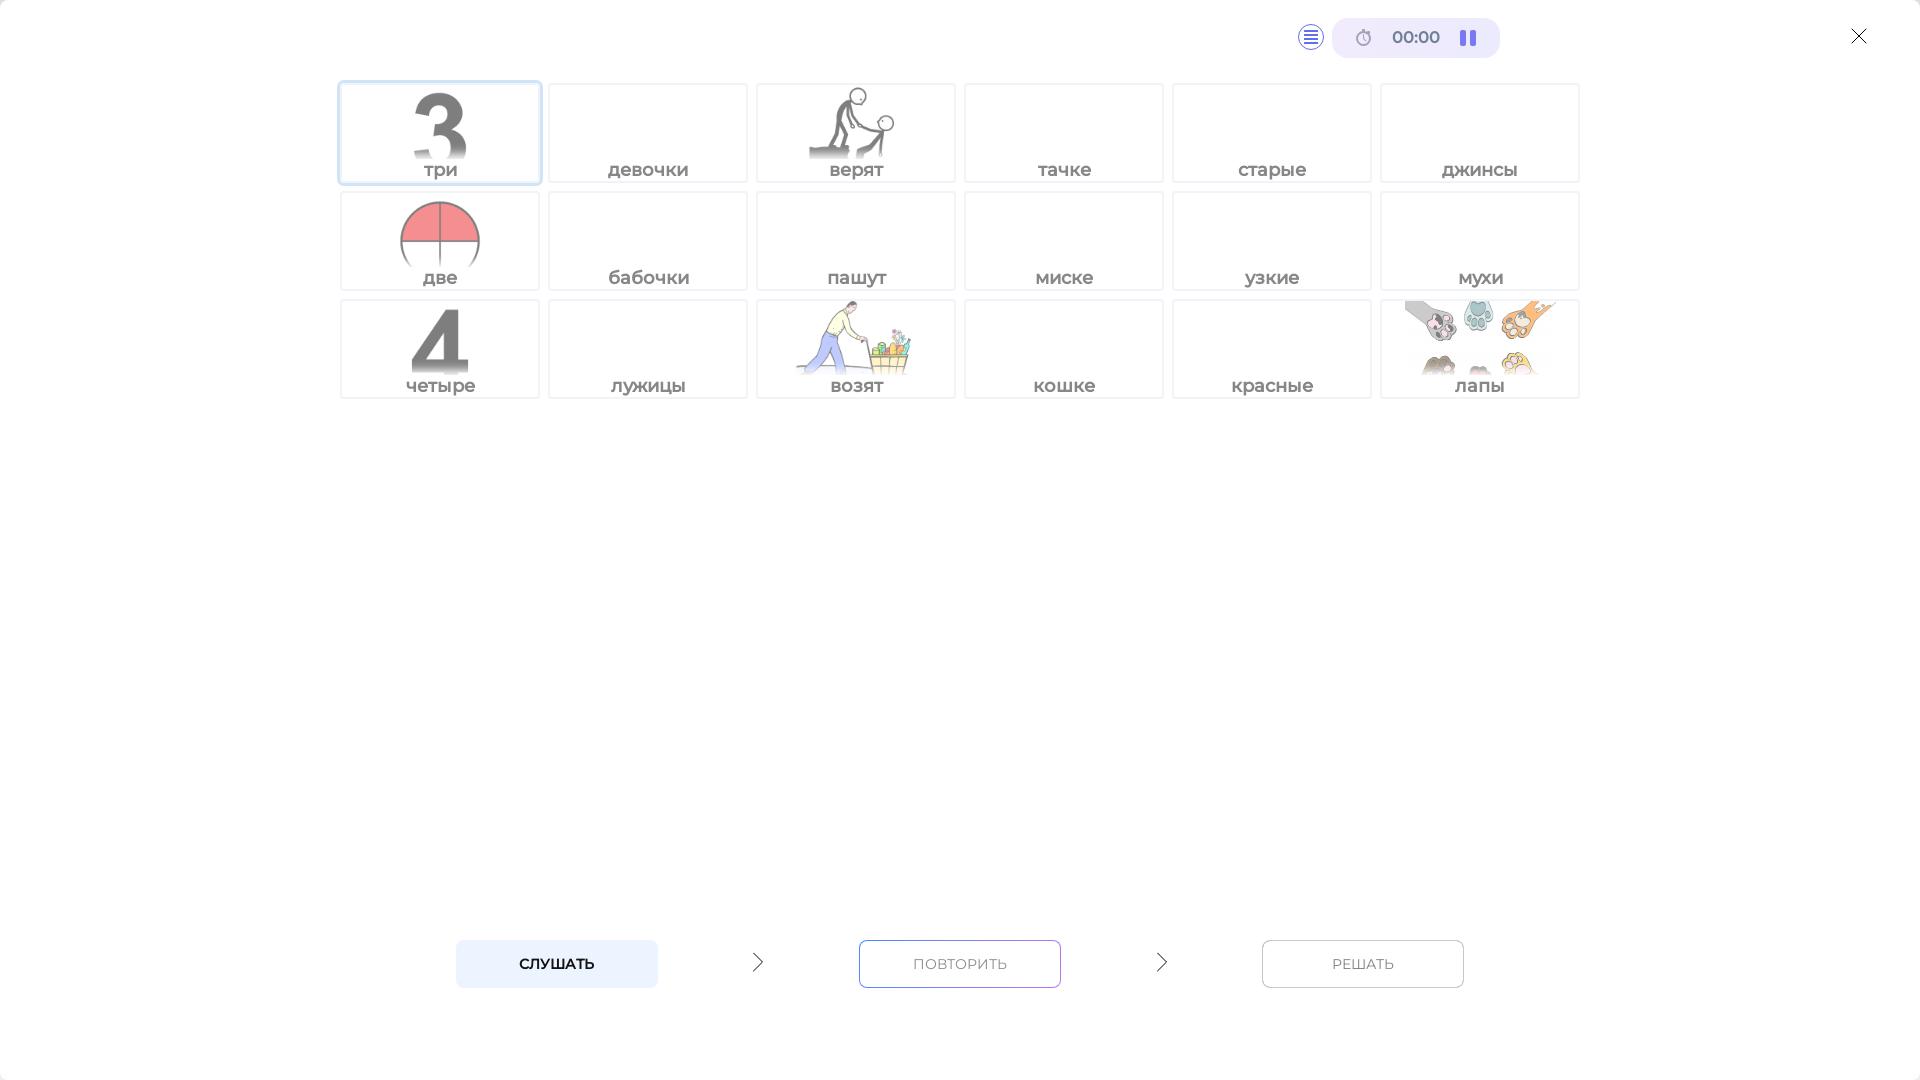 00:00
3
три девочки верят тачке старые джинсы
две бабочки пашут миске узкие мухи
4
четыре лужицы возят кошке красные лапы
СЛУШАТЬ ПОВТОРИТЬ РЕШАТЬ